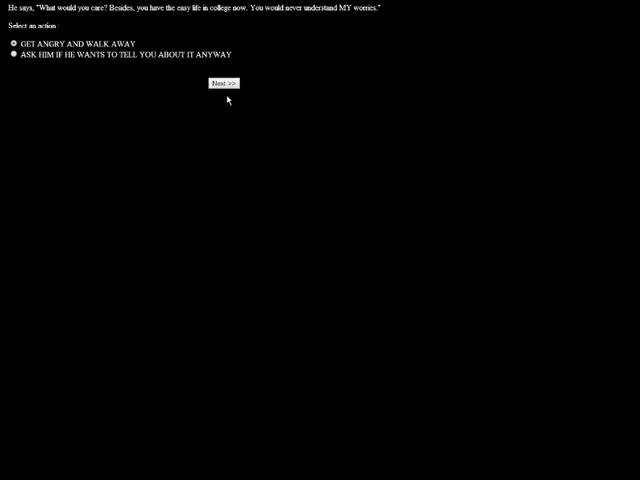 He says, "What would you care? Besides, you have the easy life in college now. You would never understand MY worries."
Select an action :
GET ANGRY AND WALK AWAY
ASK HIM IF HE WANTS TO TELL YOU ABOUT IT ANYWAY
Next >>